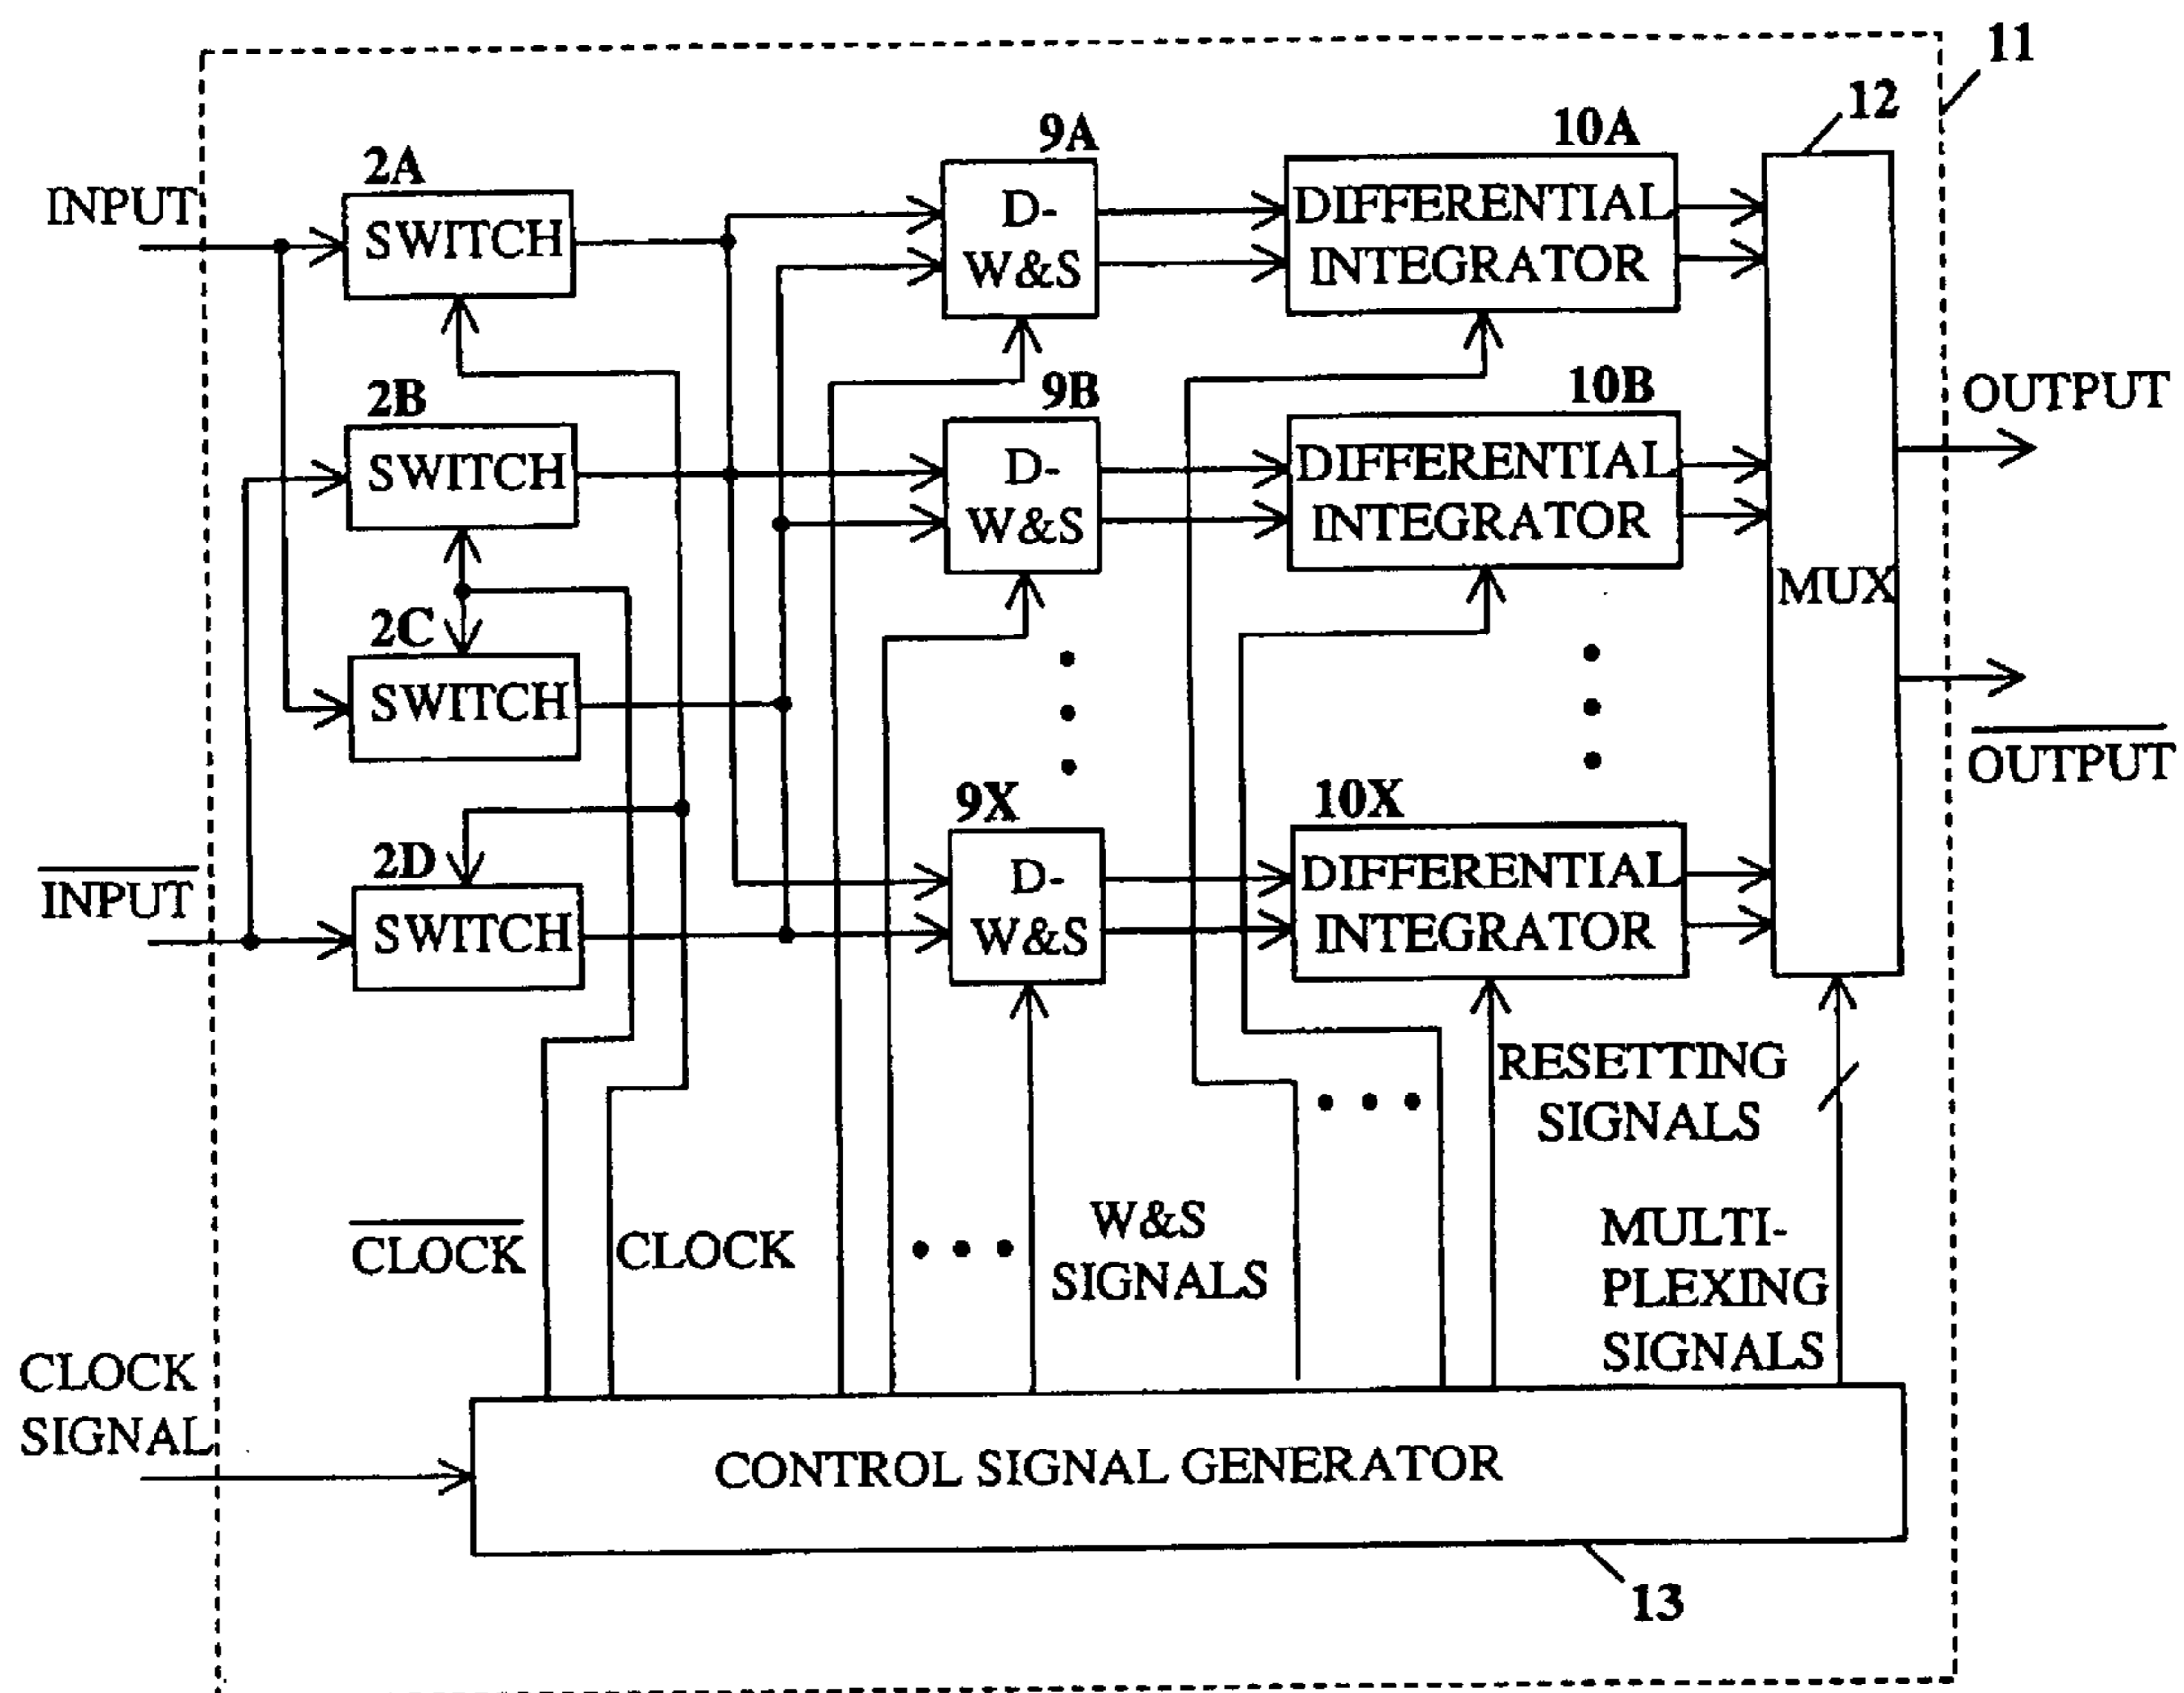 11
12
10A
9A
2A
INPUT
SWITCH
D-
W&S
DIFFERENTIAL
INTEGRATOR
2B
9B
10B
OUTPUT
SWITCH
D-
W&S
DIFFERENTIAL
INTEGRATOR
MUX
2C
SWITCH
OUTPUT
9X
10X
2D
INPUT
SWITCH
D-
W&S
DIFFERENTIAL
INTEGRATOR
RESETTING
SIGNALS
CLOCK
CLOCK
W&S
SIGNALS
MULTI-
PLEXING
SIGNALS
CLOCK
SIGNAL
CONTROL SIGNAL GENERATOR
13